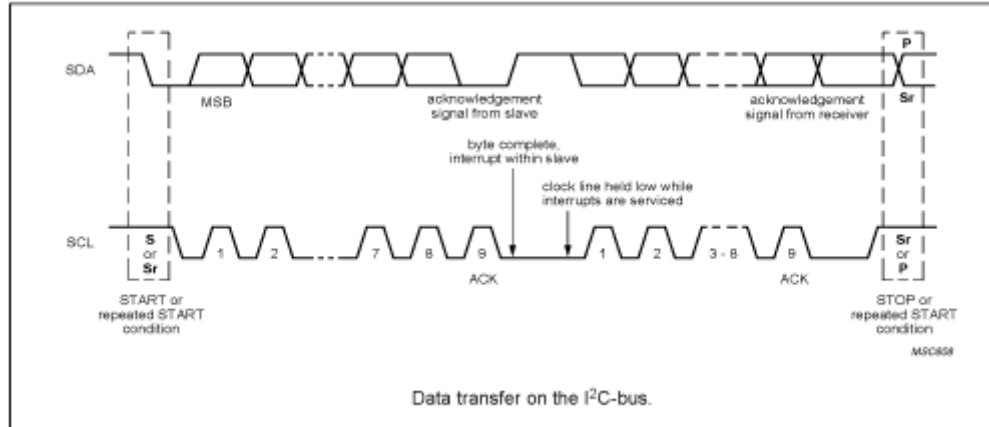 P
SDA
MSB
acknowledgement
signal from slave
acknowledgement
signal from receiver
Sr
byte complete,
interrupt within slave
clock line held low while
interrupts are serviced
SCL
S
or
Sr
1
2
7
8
9
1
2
3 - 8
9
Sr
or
P
ACK
ACK
START or
repeated START
condition
STOP or
repeated START
condition
MSC608
Data transfer on the I²C-bus.